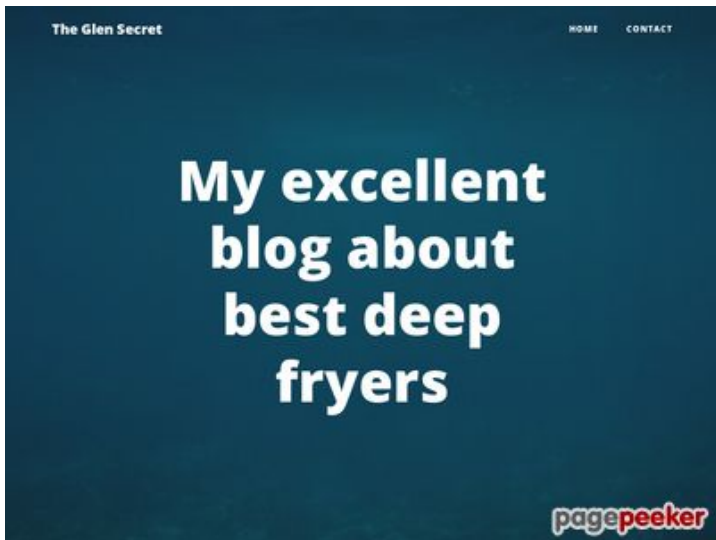 The Glen Secret HOME CONTACT
My excellent
blog about
best deep
fryers
pagepeeker